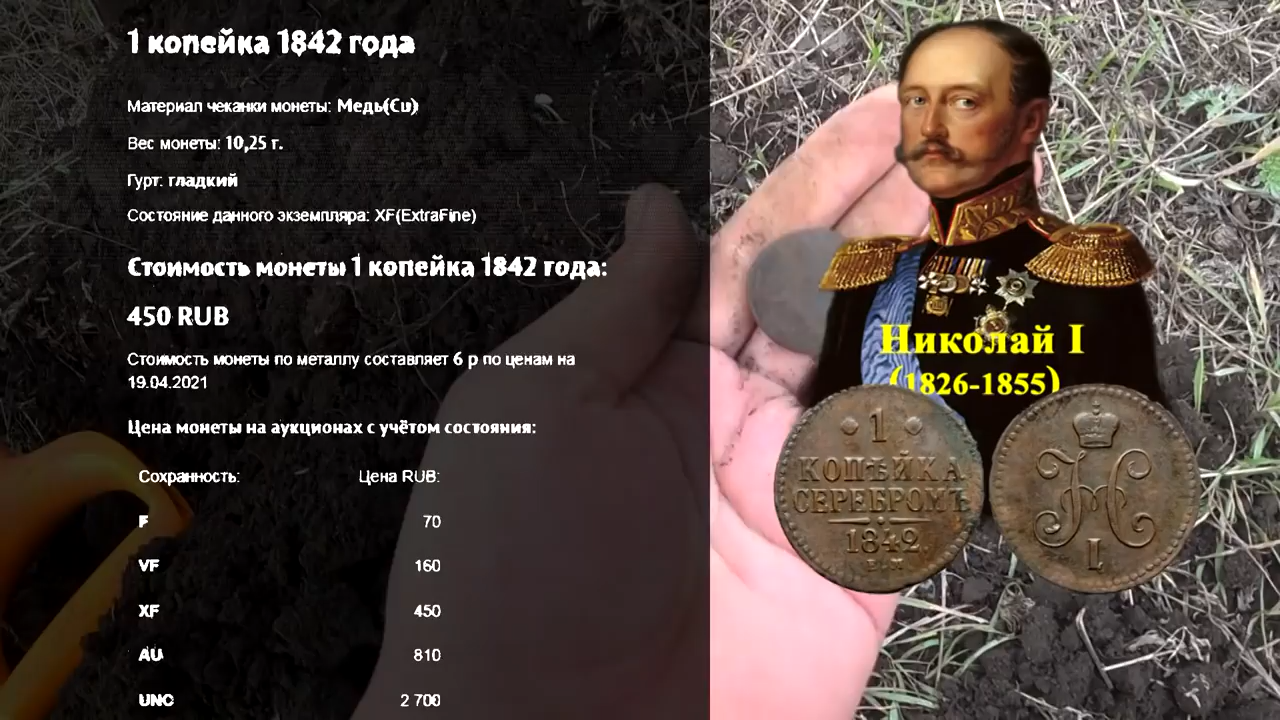 1 копейка 1842 года
Материал чеканки монеты: Медь(Cu)
Вес монеты: 10,25 г.
Гурт: гладкий
Состояние данного экземпляра: XF(ExtraFine)
Стоимость монеты 1 копейка 1842 года:
450 RUB
Стоимость монеты по металлу составляет 6 р по ценам на
19.04.2021
Цена монеты на аукционах с учётом состояния:
Сохранность: Цена RUB:
F 70
VF 160
XF 450
AU 810
UNC 2 700
Николай I
(1826-1855)
1
КОПѢЙКА
СЕРЕБРОМЪ
1842.
I